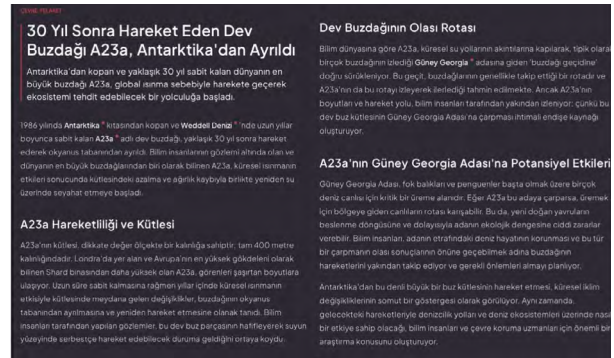 ÇEVRE FELAKETİ
30 Yıl Sonra Hareket Eden Dev
Buzdağı A23a, Antarktika'dan Ayrıldı
Antarktika'dan kopan ve yaklaşık 30 yıl sabit kalan dünyanın en
büyük buzdağı A23a, global ısınma sebebiyle harekete geçerek
ekosistemi tehdit edebilecek bir yolculuğa başladı.
1986 yılında Antarktika * kıtasından kopan ve Weddell Denizi * 'nde uzun yıllar
boyunca sabit kalan A23a * adlı dev buzdağı, yaklaşık 30 yıl sonra hareket
ederek okyanus tabanından ayrıldı. Bilim insanlarının gözlemi altında olan ve
dünyanın en büyük buzdağlarından biri olarak bilinen A23a, küresel ısınmanın
etkileri sonucunda kütlesindeki azalma ve ağırlık kaybıyla birlikte yeniden su
üzerinde seyahat etmeye başladı.
A23a Hareketliliği ve Kütlesi
A23a'nın kütlesi, dikkate değer ölçekte bir kalınlığa sahiptir; tam 400 metre
kalınlığındadır. Londra'da yer alan ve Avrupa'nın en yüksek gökdeleni olarak
bilinen Shard binasından daha yüksek olan A23a, görenleri şaşırtan boyutlara
ulaşıyor. Uzun süre sabit kalmasına rağmen yıllar içinde küresel ısınmanın
etkisiyle kütlesinde meydana gelen değişiklikler, buzdağının okyanus
tabanından ayrılmasına ve yeniden hareket etmesine olanak tanıdı. Bilim
insanları tarafından yapılan gözlemler, bu dev buz parçasının hafifleyerek suyun
yüzeyinde serbestçe hareket edebilecek duruma geldiğini ortaya koydu.
Dev Buzdağının Olası Rotası
Bilim dünyasına göre A23a, küresel su yollarının akıntılarına kapılarak, tipik olarak
birçok buzdağının izlediği Güney Georgia * adasına giden 'buzdağı geçidine'
doğru sürükleniyor. Bu geçit, buzdağlarının genellikle takip ettiği bir rotadır ve
A23a'nın da bu rotayı izleyerek ilerlediği tahmin edilmekte. Ancak A23a'nın
boyutları ve hareket yolu, bilim insanları tarafından yakından izleniyor; çünkü bu
dev buz kütlesinin Güney Georgia Adası'na çarpması ihtimali endişe kaynağı
oluşturuyor.
A23a'nın Güney Georgia Adası'na Potansiyel Etkileri
Güney Georgia Adası, fok balıkları ve penguenler başta olmak üzere birçok
deniz canlısı için kritik bir üreme alanıdır. Eğer A23a bu adaya çarparsa, üremek
için bölgeye giden canlıların rotası karışabilir. Bu da, yeni doğan yavruların
beslenme döngüsüne ve dolayısıyla adanın ekolojik dengesine ciddi zararlar
verebilir. Bilim insanları, adanın etrafındaki deniz hayatının korunması ve bu tür
bir çarpmanın olası sonuçlarının önüne geçebilmek adına buzdağının
hareketlerini yakından takip ediyor ve gerekli önlemleri almayı planlıyor.
Antarktika'dan bu denli büyük bir buz kütlesinin hareket etmesi, küresel iklim
değişikliklerinin somut bir göstergesi olarak görülüyor. Aynı zamanda,
gelecekteki hareketleriyle denizcilik yolları ve deniz ekosistemleri üzerinde nasıl
bir etkiye sahip olacağı, bilim insanları ve çevre koruma uzmanları için önemli bir
araştırma konusunu oluşturuyor.